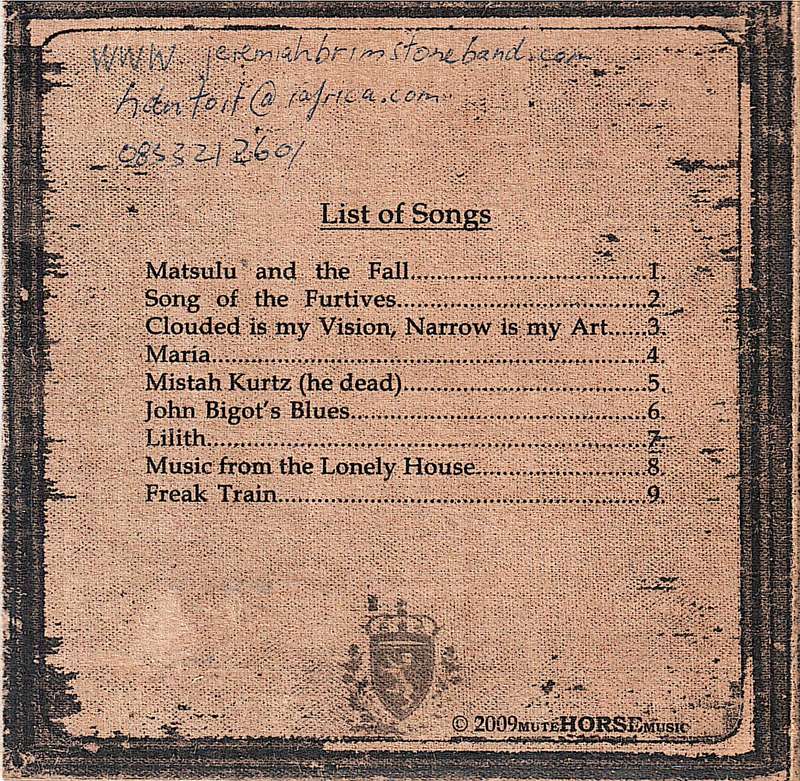 www jeremiahbrimstoneband.com
hdntoit@iafrica.com
List of Songs
Matsulu and the Fall..............................1.
Song of the Furtives................................2.
Clouded is my Vision, Narrow is my Art......3.
Maria.........................................................4.
Mistah Kurtz (he dead)..............................5.
John Bigot's Blues......................................6.
Lilith..........................................................7.
Music from the Lonely House......................8.
Freak Train................................................9.
© 2009MUTEHORSEMUSIC